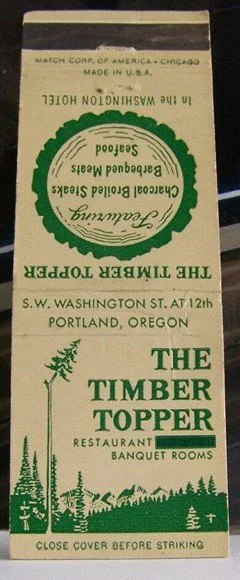 MATCH CORP. OF AMERICA • CHICAGO
MADE IN U.S.A.
THE TIMBER TOPPER
Featuring
Charcoal Broiled Steaks
Barbequed Meats
Seafood
In the WASHINGTON HOTEL
S.W. WASHINGTON ST. AT 12th
PORTLAND, OREGON
THE
TIMBER
TOPPER
RESTAURANT
BANQUET ROOMS
CLOSE COVER BEFORE STRIKING